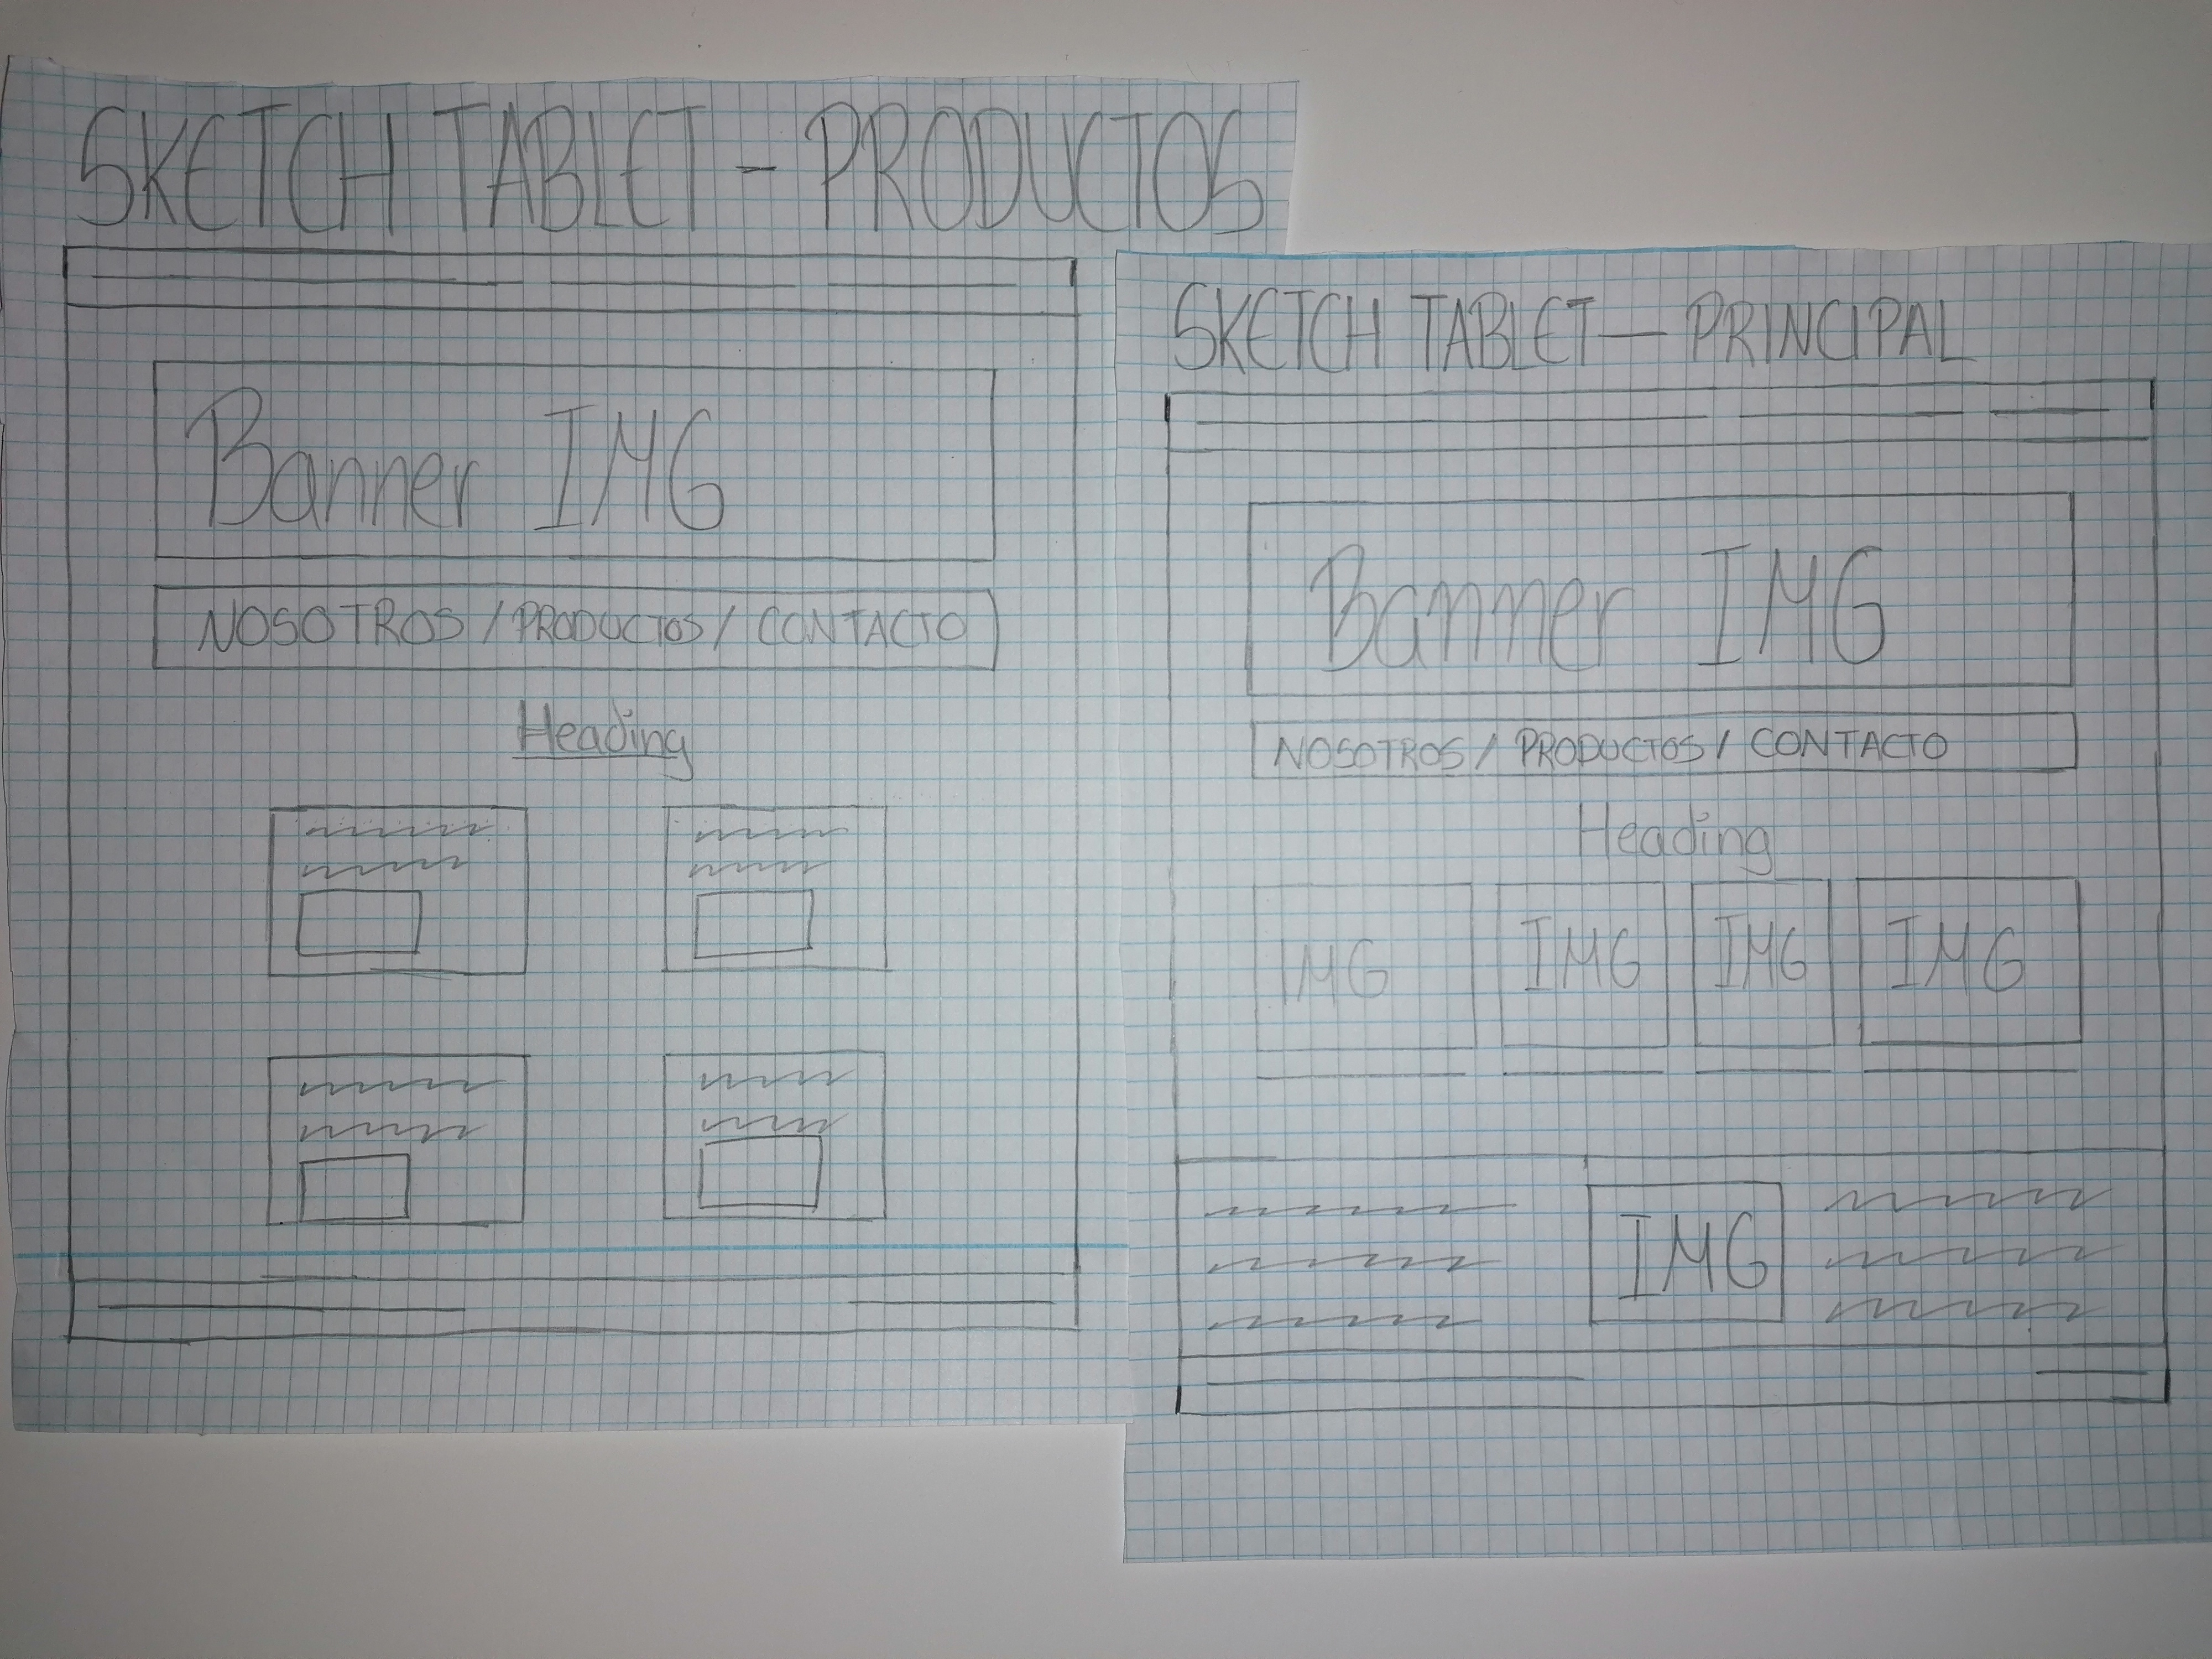 SKETCH TABLET - PRODUCTOS
Banner IMG
NOSOTROS / PRODUCTOS / CONTACTO
Heading
SKETCH TABLET — PRINCIPAL
Banner IMG
NOSOTROS / PRODUCTOS / CONTACTO
Heading
IMG IMG IMG IMG
IMG